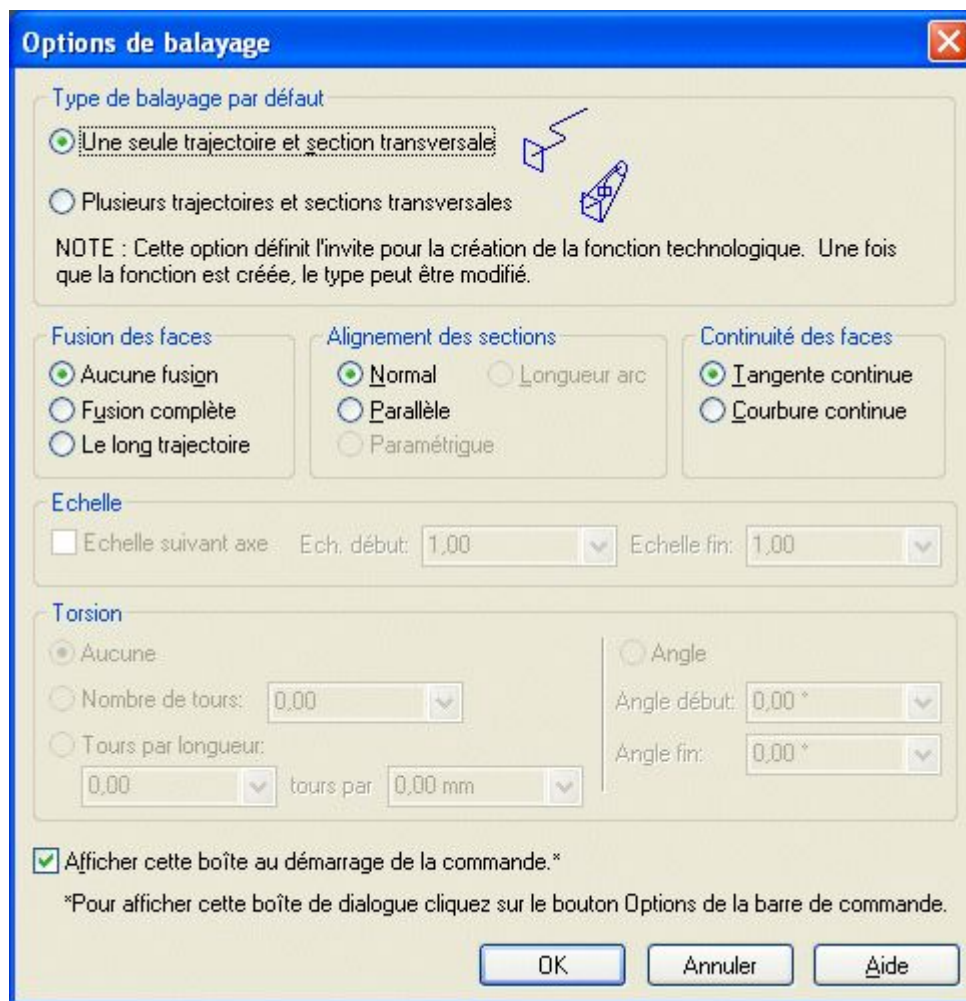 Options de balayage
Type de balayage par défaut
Une seule trajectoire et section transversale
Plusieurs trajectoires et sections transversales
NOTE : Cette option définit l'invite pour la création de la fonction technologique. Une fois
que la fonction est créée, le type peut être modifié.
Fusion des faces
Aucune fusion
Fusion complète
Le long trajectoire
Alignement des sections
Normal
Longueur arc
Parallèle
Paramétrique
Continuité des faces
Tangente continue
Courbure continue
Echelle
Echelle suivant axe Ech. début: 1,00 Echelle fin: 1,00
Torsion
Aucune
Nombre de tours: 0,00
Tours par longueur:
0,00 tours par 0,00 mm
Angle
Angle début: 0,00 °
Angle fin: 0,00 °
Afficher cette boîte au démarrage de la commande.*
*Pour afficher cette boîte de dialogue cliquez sur le bouton Options de la barre de commande.
OK Annuler Aide